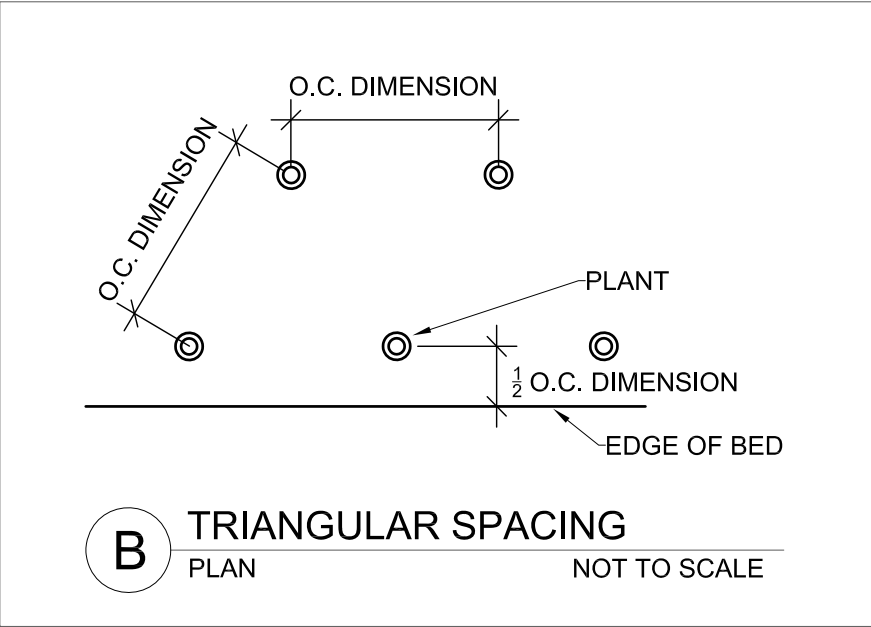 O.C. DIMENSION
O.C. DIMENSION
PLANT
1/2 O.C. DIMENSION
EDGE OF BED
B TRIANGULAR SPACING
PLAN NOT TO SCALE